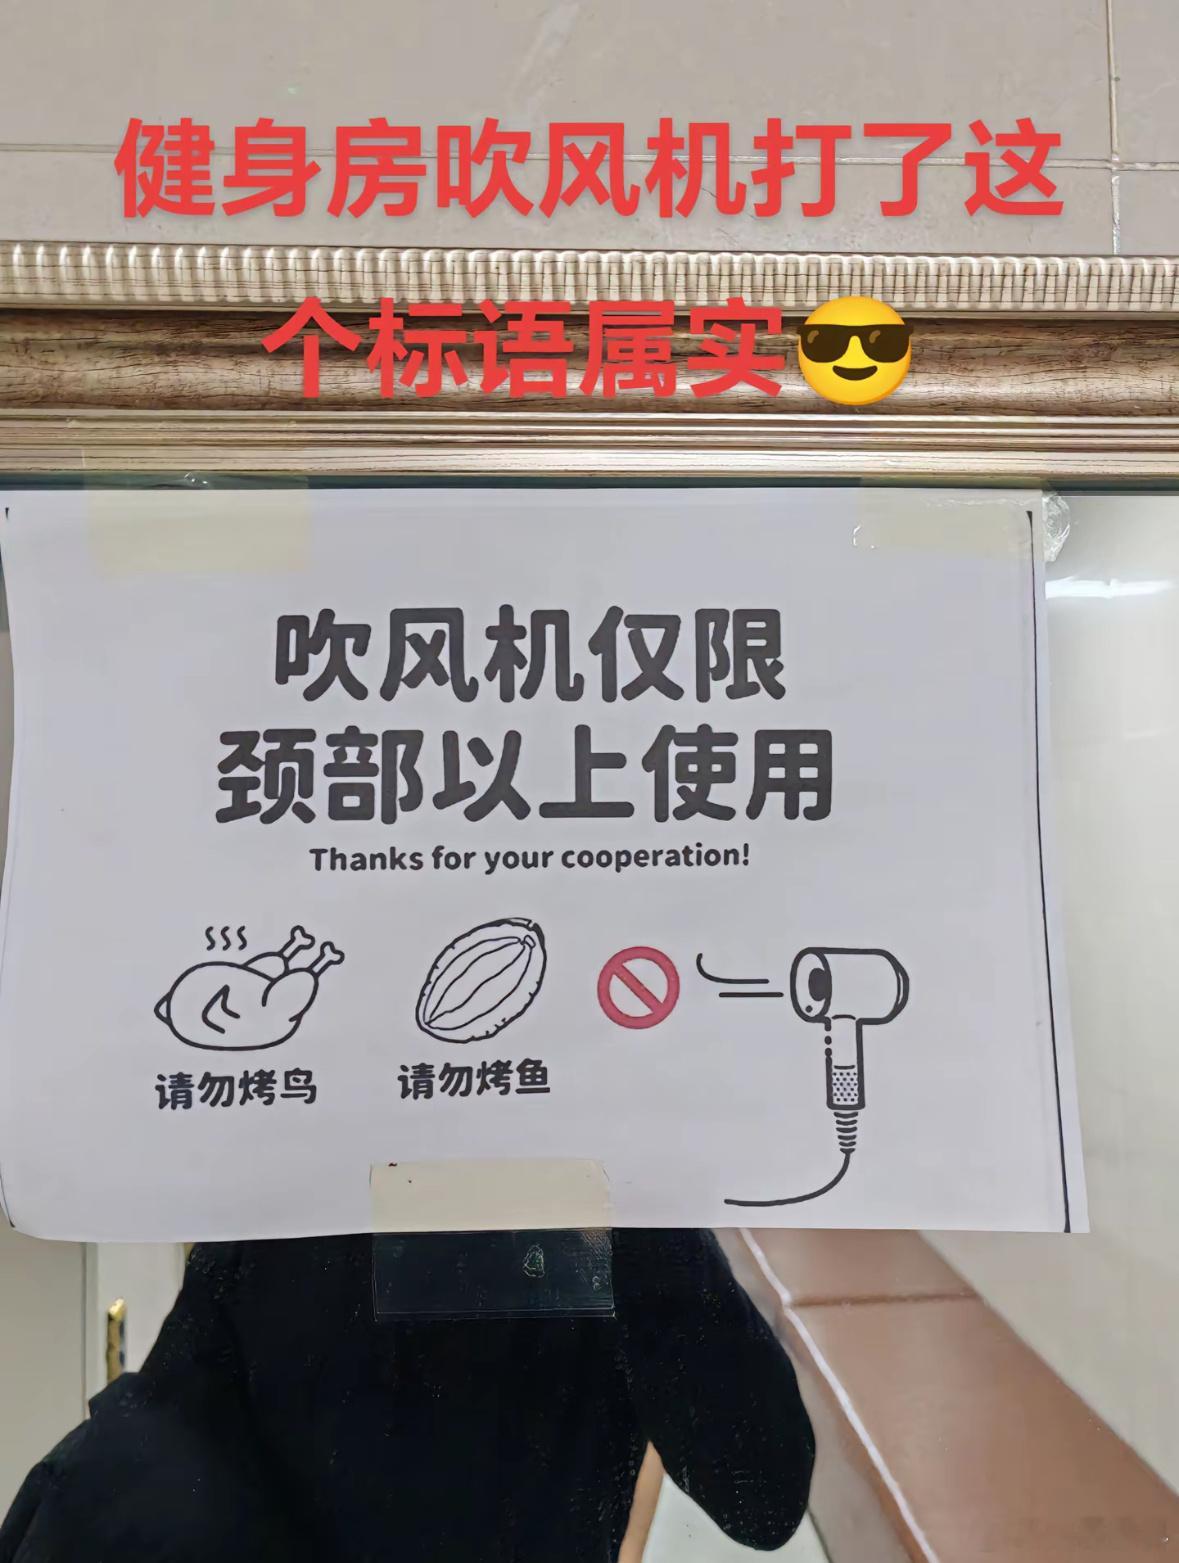 健身房吹风机打了这
个标语属实😎
吹风机仅限
颈部以上使用
Thanks for your cooperation!
请勿烤鸟
请勿烤鱼